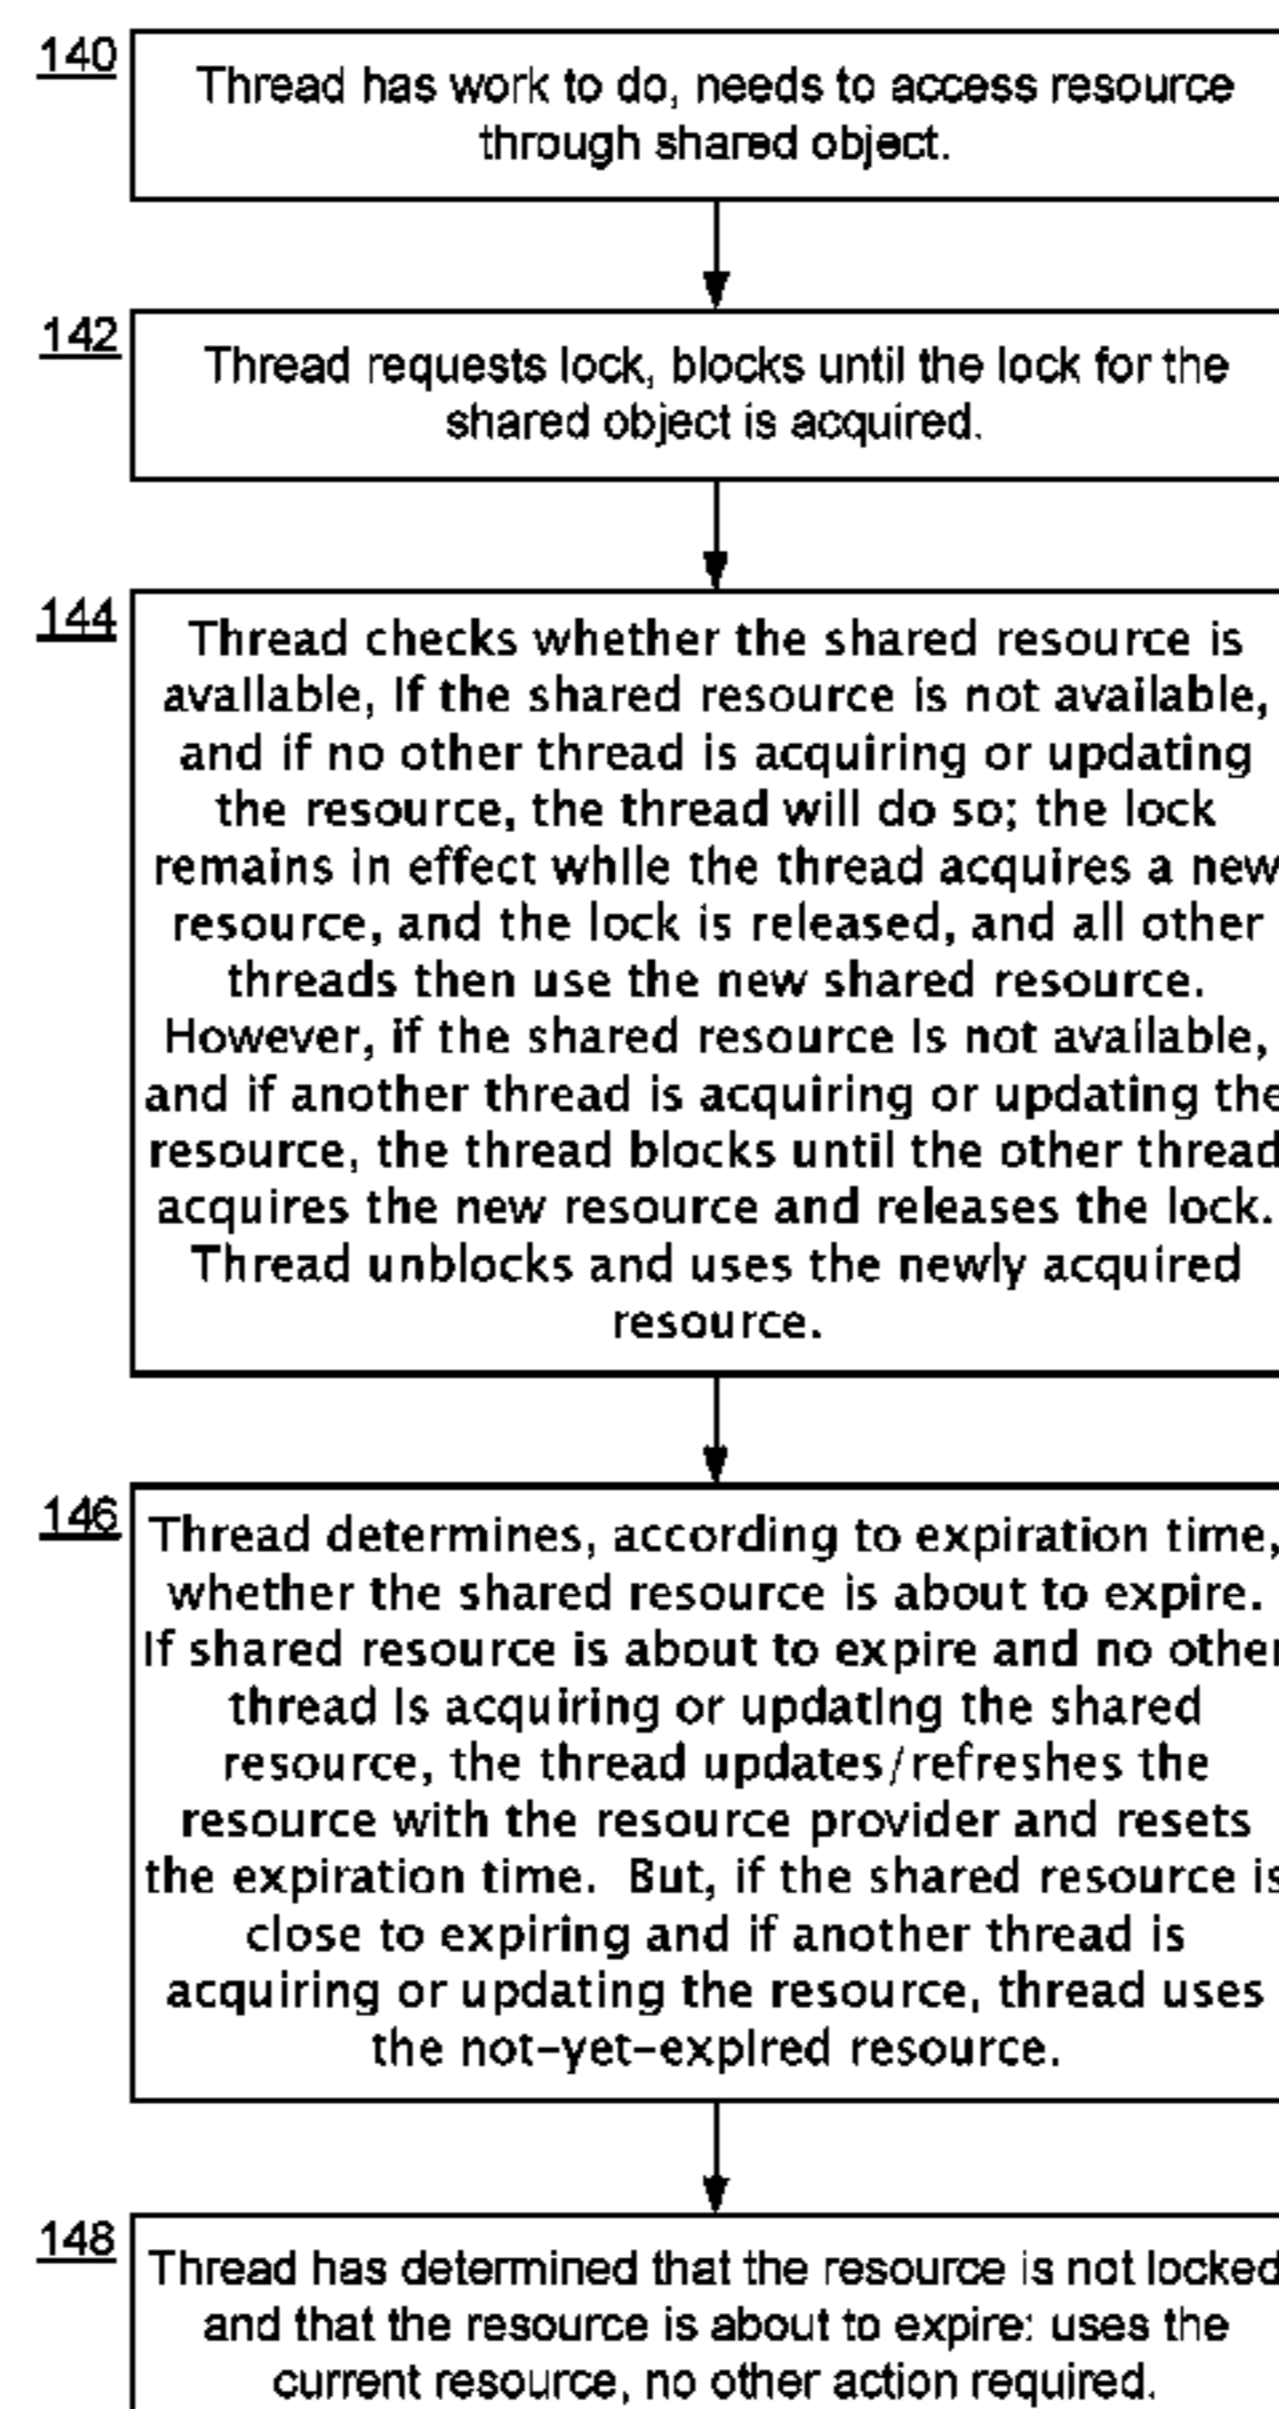 140
Thread has work to do, needs to access resource
through shared object.
142
Thread requests lock, blocks until the lock for the
shared object is acquired.
144
Thread checks whether the shared resource is
available, If the shared resource is not available,
and if no other thread is acquiring or updating
the resource, the thread will do so; the lock
remains in effect while the thread acquires a new
resource, and the lock is released, and all other
threads then use the new shared resource.
However, if the shared resource is not available,
and if another thread is acquiring or updating the
resource, the thread blocks until the other thread
acquires the new resource and releases the lock.
Thread unblocks and uses the newly acquired
resource.
146
Thread determines, according to expiration time,
whether the shared resource is about to expire.
If shared resource is about to expire and no other
thread is acquiring or updating the shared
resource, the thread updates/refreshes the
resource with the resource provider and resets
the expiration time. But, if the shared resource is
close to expiring and if another thread is
acquiring or updating the resource, thread uses
the not-yet-expired resource.
148
Thread has determined that the resource is not locked
and that the resource is about to expire: uses the
current resource, no other action required.